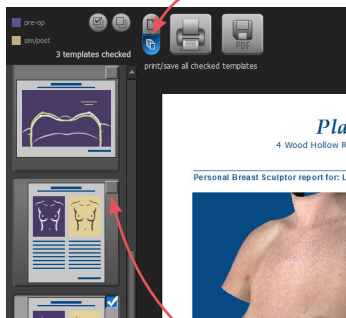 pre-op
sim/post
3 templates checked
PDF
print/save all checked templates
Pla
4 Wood Hollow R
Personal Breast Sculptor report for: L